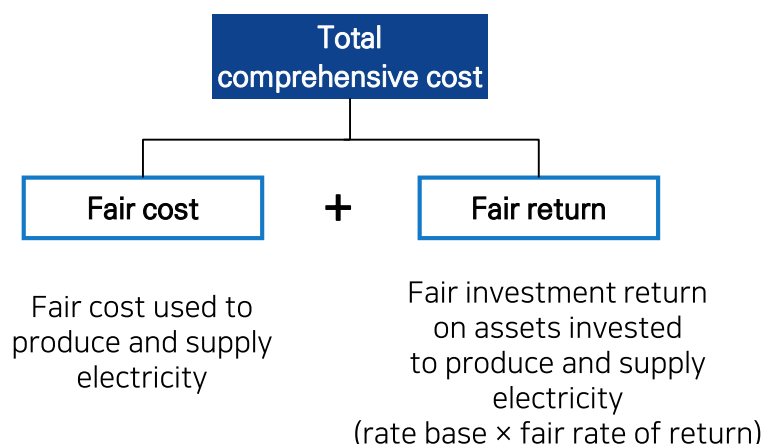 Total
comprehensive cost
Fair cost
+
Fair return
Fair cost used to
produce and supply
electricity
Fair investment return
on assets invested
to produce and supply
electricity
(rate base × fair rate of return)